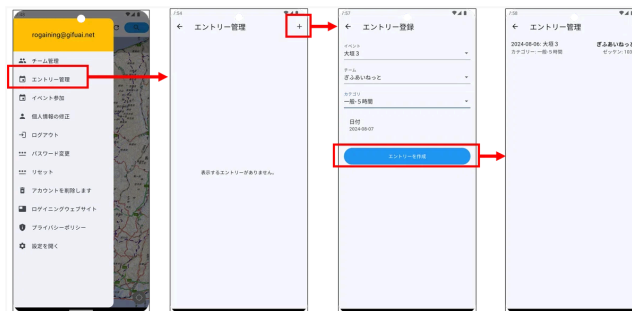 rogaining@gifuai.net
チーム管理
エントリー管理
イベント参加
個人情報の修正
ログアウト
パスワード変更
リセット
アカウントを削除します
ロゲイニングウェブサイト
プライバシーポリシー
設定を開く
エントリー管理
表示するエントリーがありません。
エントリー登録
イベント
大垣３
チーム
ぎふあいねっと
カテゴリ
一般-５時間
日付
2024-08-07
エントリーを作成
エントリー管理
2024-08-06: 大垣３
カテゴリー: 一般-５時間
ぎふあいねっと
ゼッケン: 100